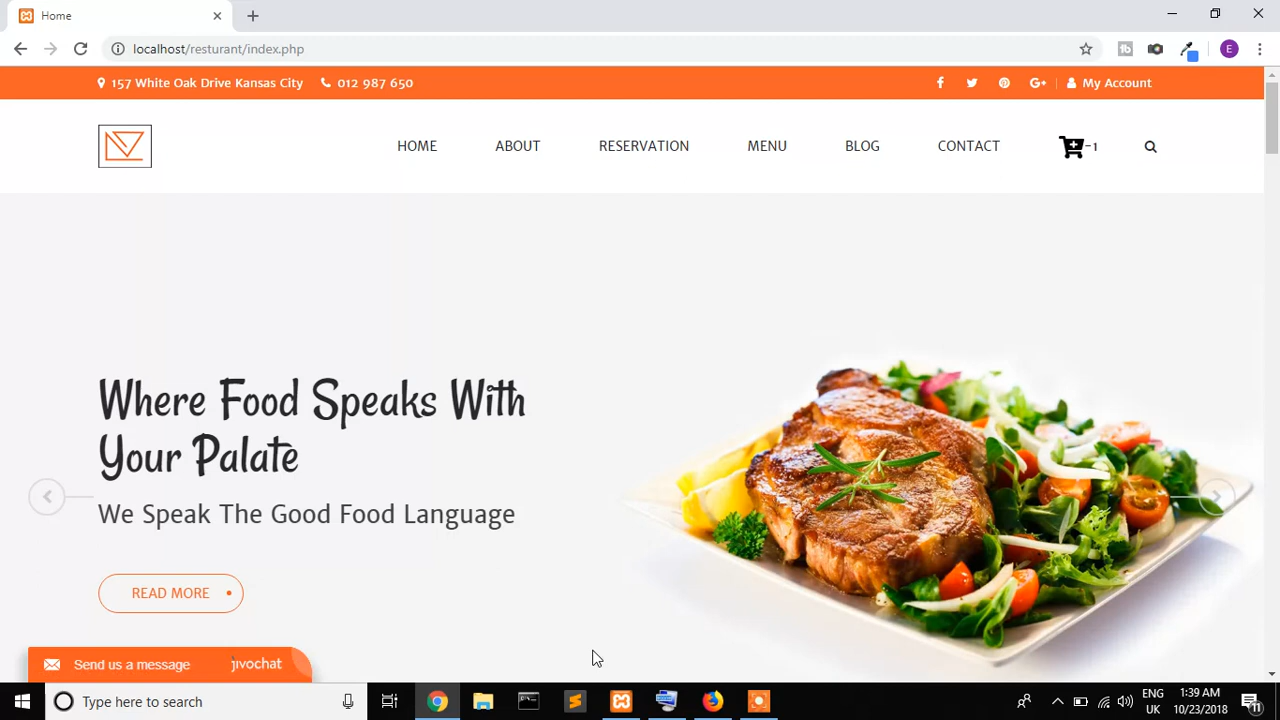 Home
localhost/resturant/index.php
E
157 White Oak Drive Kansas City 012 987 650 My Account
HOME ABOUT RESERVATION MENU BLOG CONTACT -1
Where Food Speaks With
Your Palate
We Speak The Good Food Language
READ MORE
Send us a message jivochat
Type here to search
ENG 1:39 AM
UK 10/23/2018 11